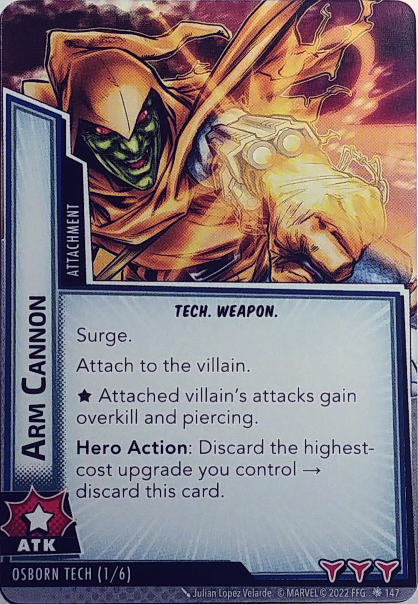 ATTACHMENT
ARM CANNON
TECH. WEAPON.
Surge.
Attach to the villain.
★ Attached villain's attacks gain
overkill and piercing.
Hero Action: Discard the highest-
cost upgrade you control →
discard this card.
ATK
OSBORN TECH (1/6)
Julian Lopez Velarde. © MARVEL © 2022 FFG 147